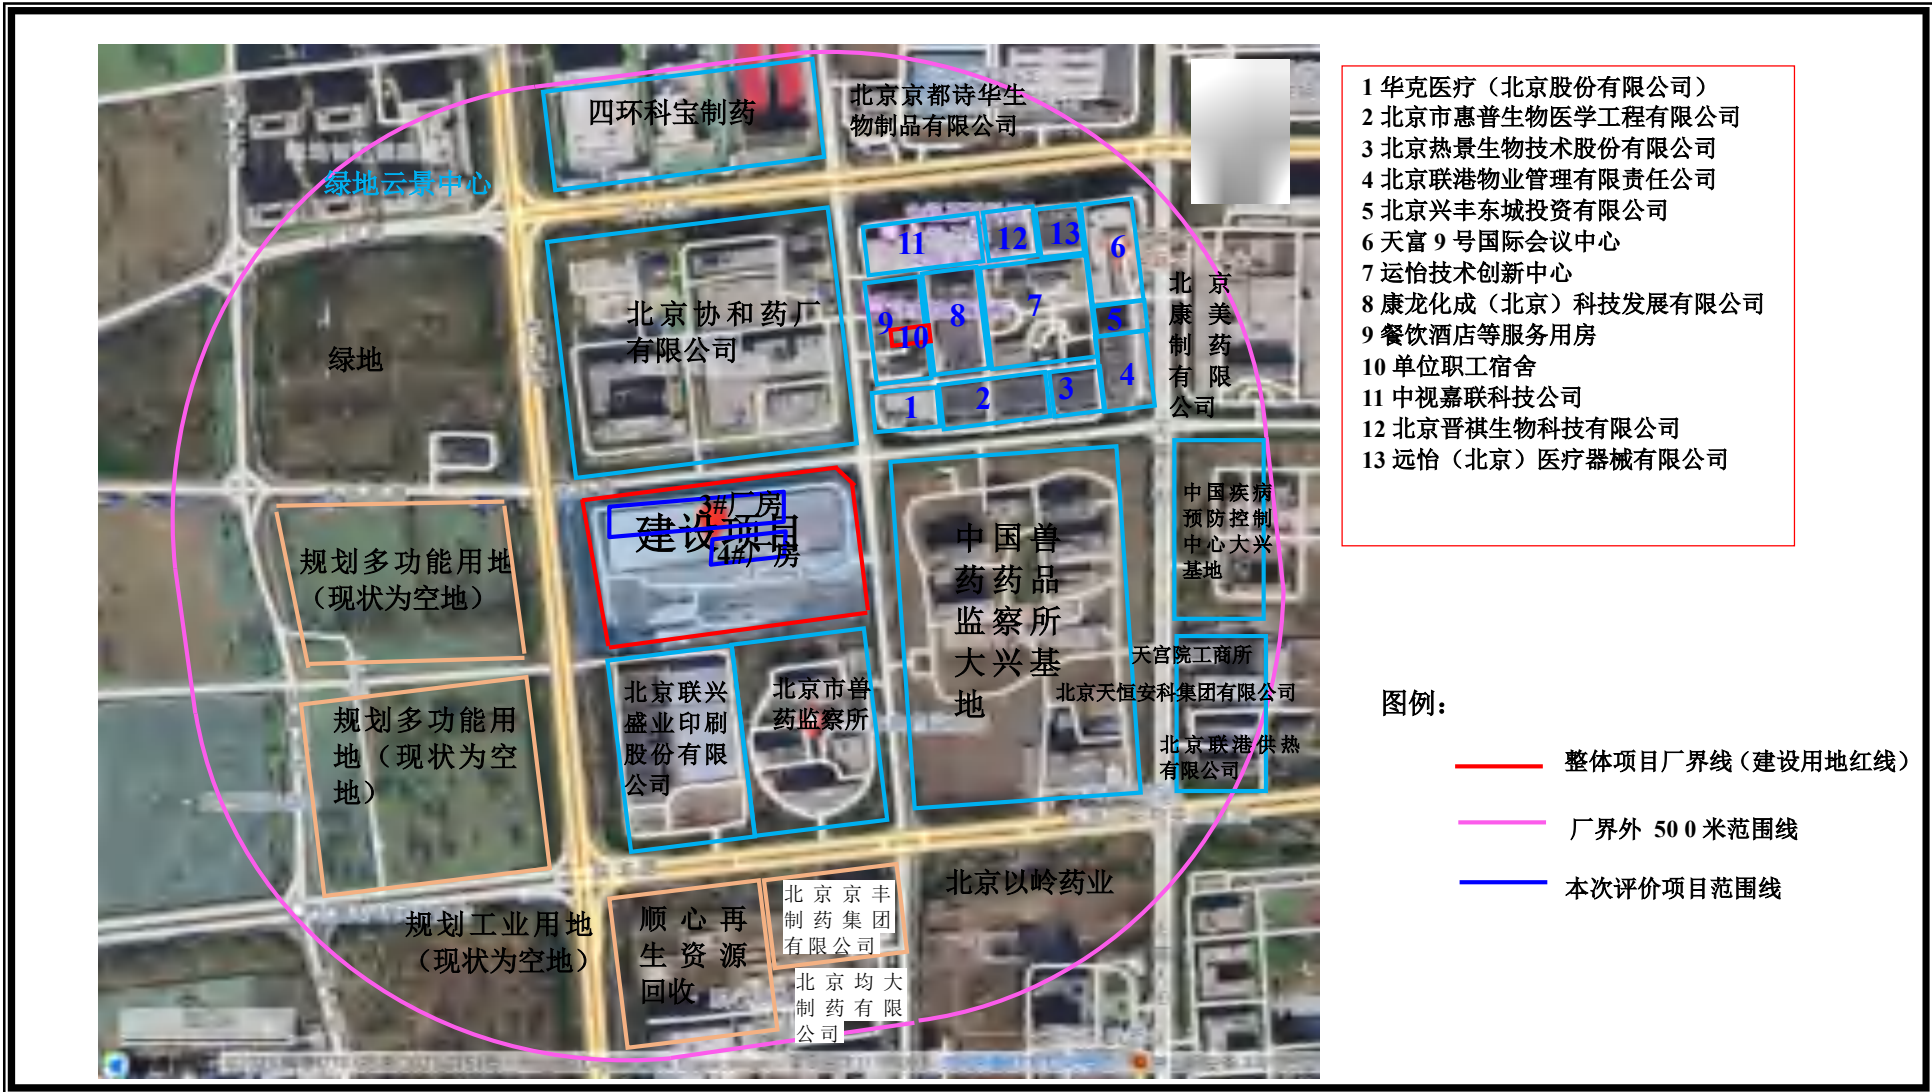 四环科宝制药
北京京都诗华生
物制品有限公司
绿地云景中心
11
12
13
6
北京协和药厂
有限公司
9
10
8
7
5
北京
康美
制药
有限
公司
绿地
1
2
3
4
3#厂房
建设项目
4#厂房
中国兽
药药品
监察所
大兴基
地
中国疾病
预防控制
中心大兴
基地
规划多功能用地
（现状为空地）
天宫院工商所
北京天恒安科集团有限公司
北京联港供热
有限公司
北京联兴
盛业印刷
股份有限
公司
北京市兽
药监察所
规划多功能用
地（现状为空
地）
规划工业用地
（现状为空地）
顺心再
生资源
回收
北京京丰
制药集团
有限公司
北京均大
制药有限
公司
北京以岭药业
1 华克医疗（北京股份有限公司）
2 北京市惠普生物医学工程有限公司
3 北京热景生物技术股份有限公司
4 北京联港物业管理有限责任公司
5 北京兴丰东城投资有限公司
6 天富 9 号国际会议中心
7 运怡技术创新中心
8 康龙化成（北京）科技发展有限公司
9 餐饮酒店等服务用房
10 单位职工宿舍
11 中视嘉联科技公司
12 北京晋祺生物科技有限公司
13 远怡（北京）医疗器械有限公司
图例：
整体项目厂界线（建设用地红线）
厂界外 50 0 米范围线
本次评价项目范围线